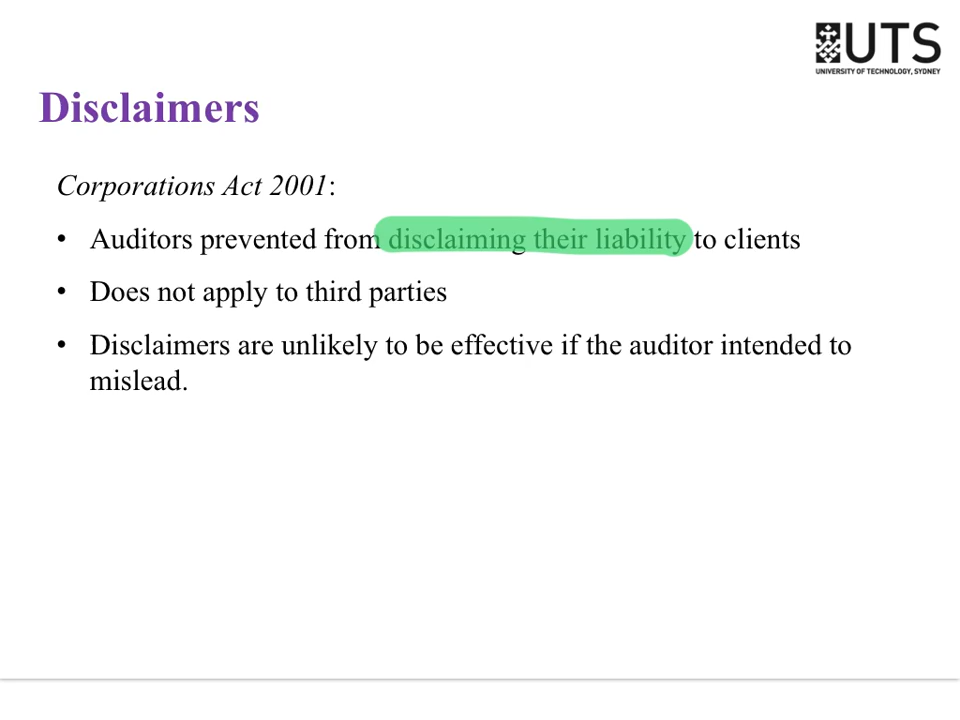 UTS
UNIVERSITY OF TECHNOLOGY, SYDNEY
Disclaimers
Corporations Act 2001:
• Auditors prevented from disclaiming their liability to clients
• Does not apply to third parties
• Disclaimers are unlikely to be effective if the auditor intended to
mislead.